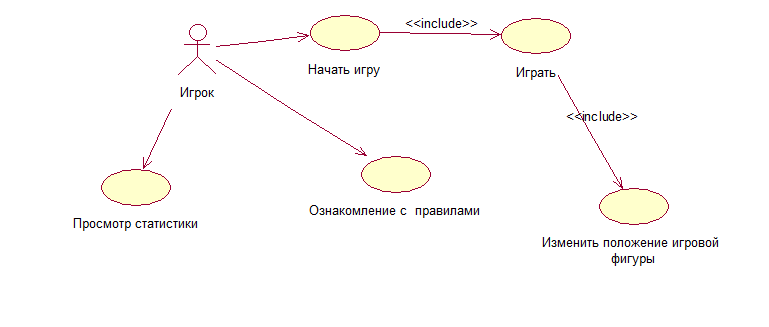 <<include>>
Начать игру
Играть
Игрок
<<include>>
Просмотр статистики
Ознакомление с правилами
Изменить положение игровой
фигуры